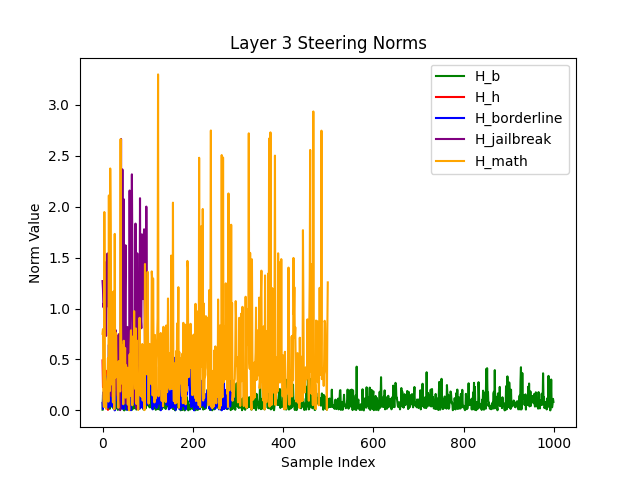 Layer 3 Steering Norms
H_b
H_h
H_borderline
H_jailbreak
H_math
Norm Value
3.0
2.5
2.0
1.5
1.0
0.5
0.0
0
200
400
600
800
1000
Sample Index